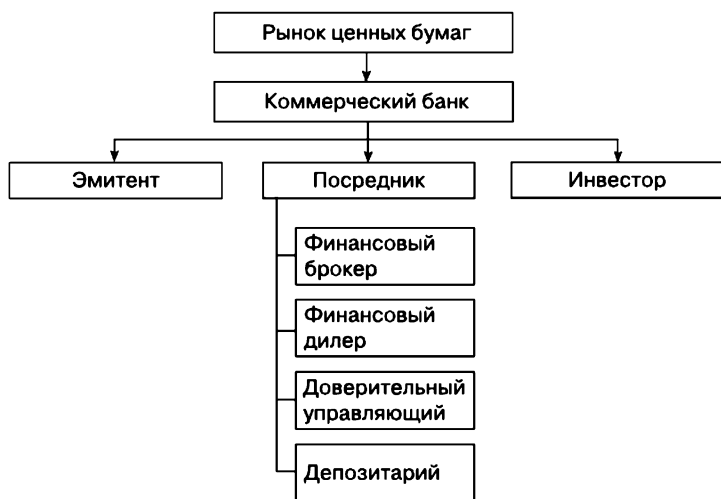 Рынок ценных бумаг
Коммерческий банк
Эмитент
Посредник
Инвестор
Финансовый
брокер
Финансовый
дилер
Доверительный
управляющий
Депозитарий